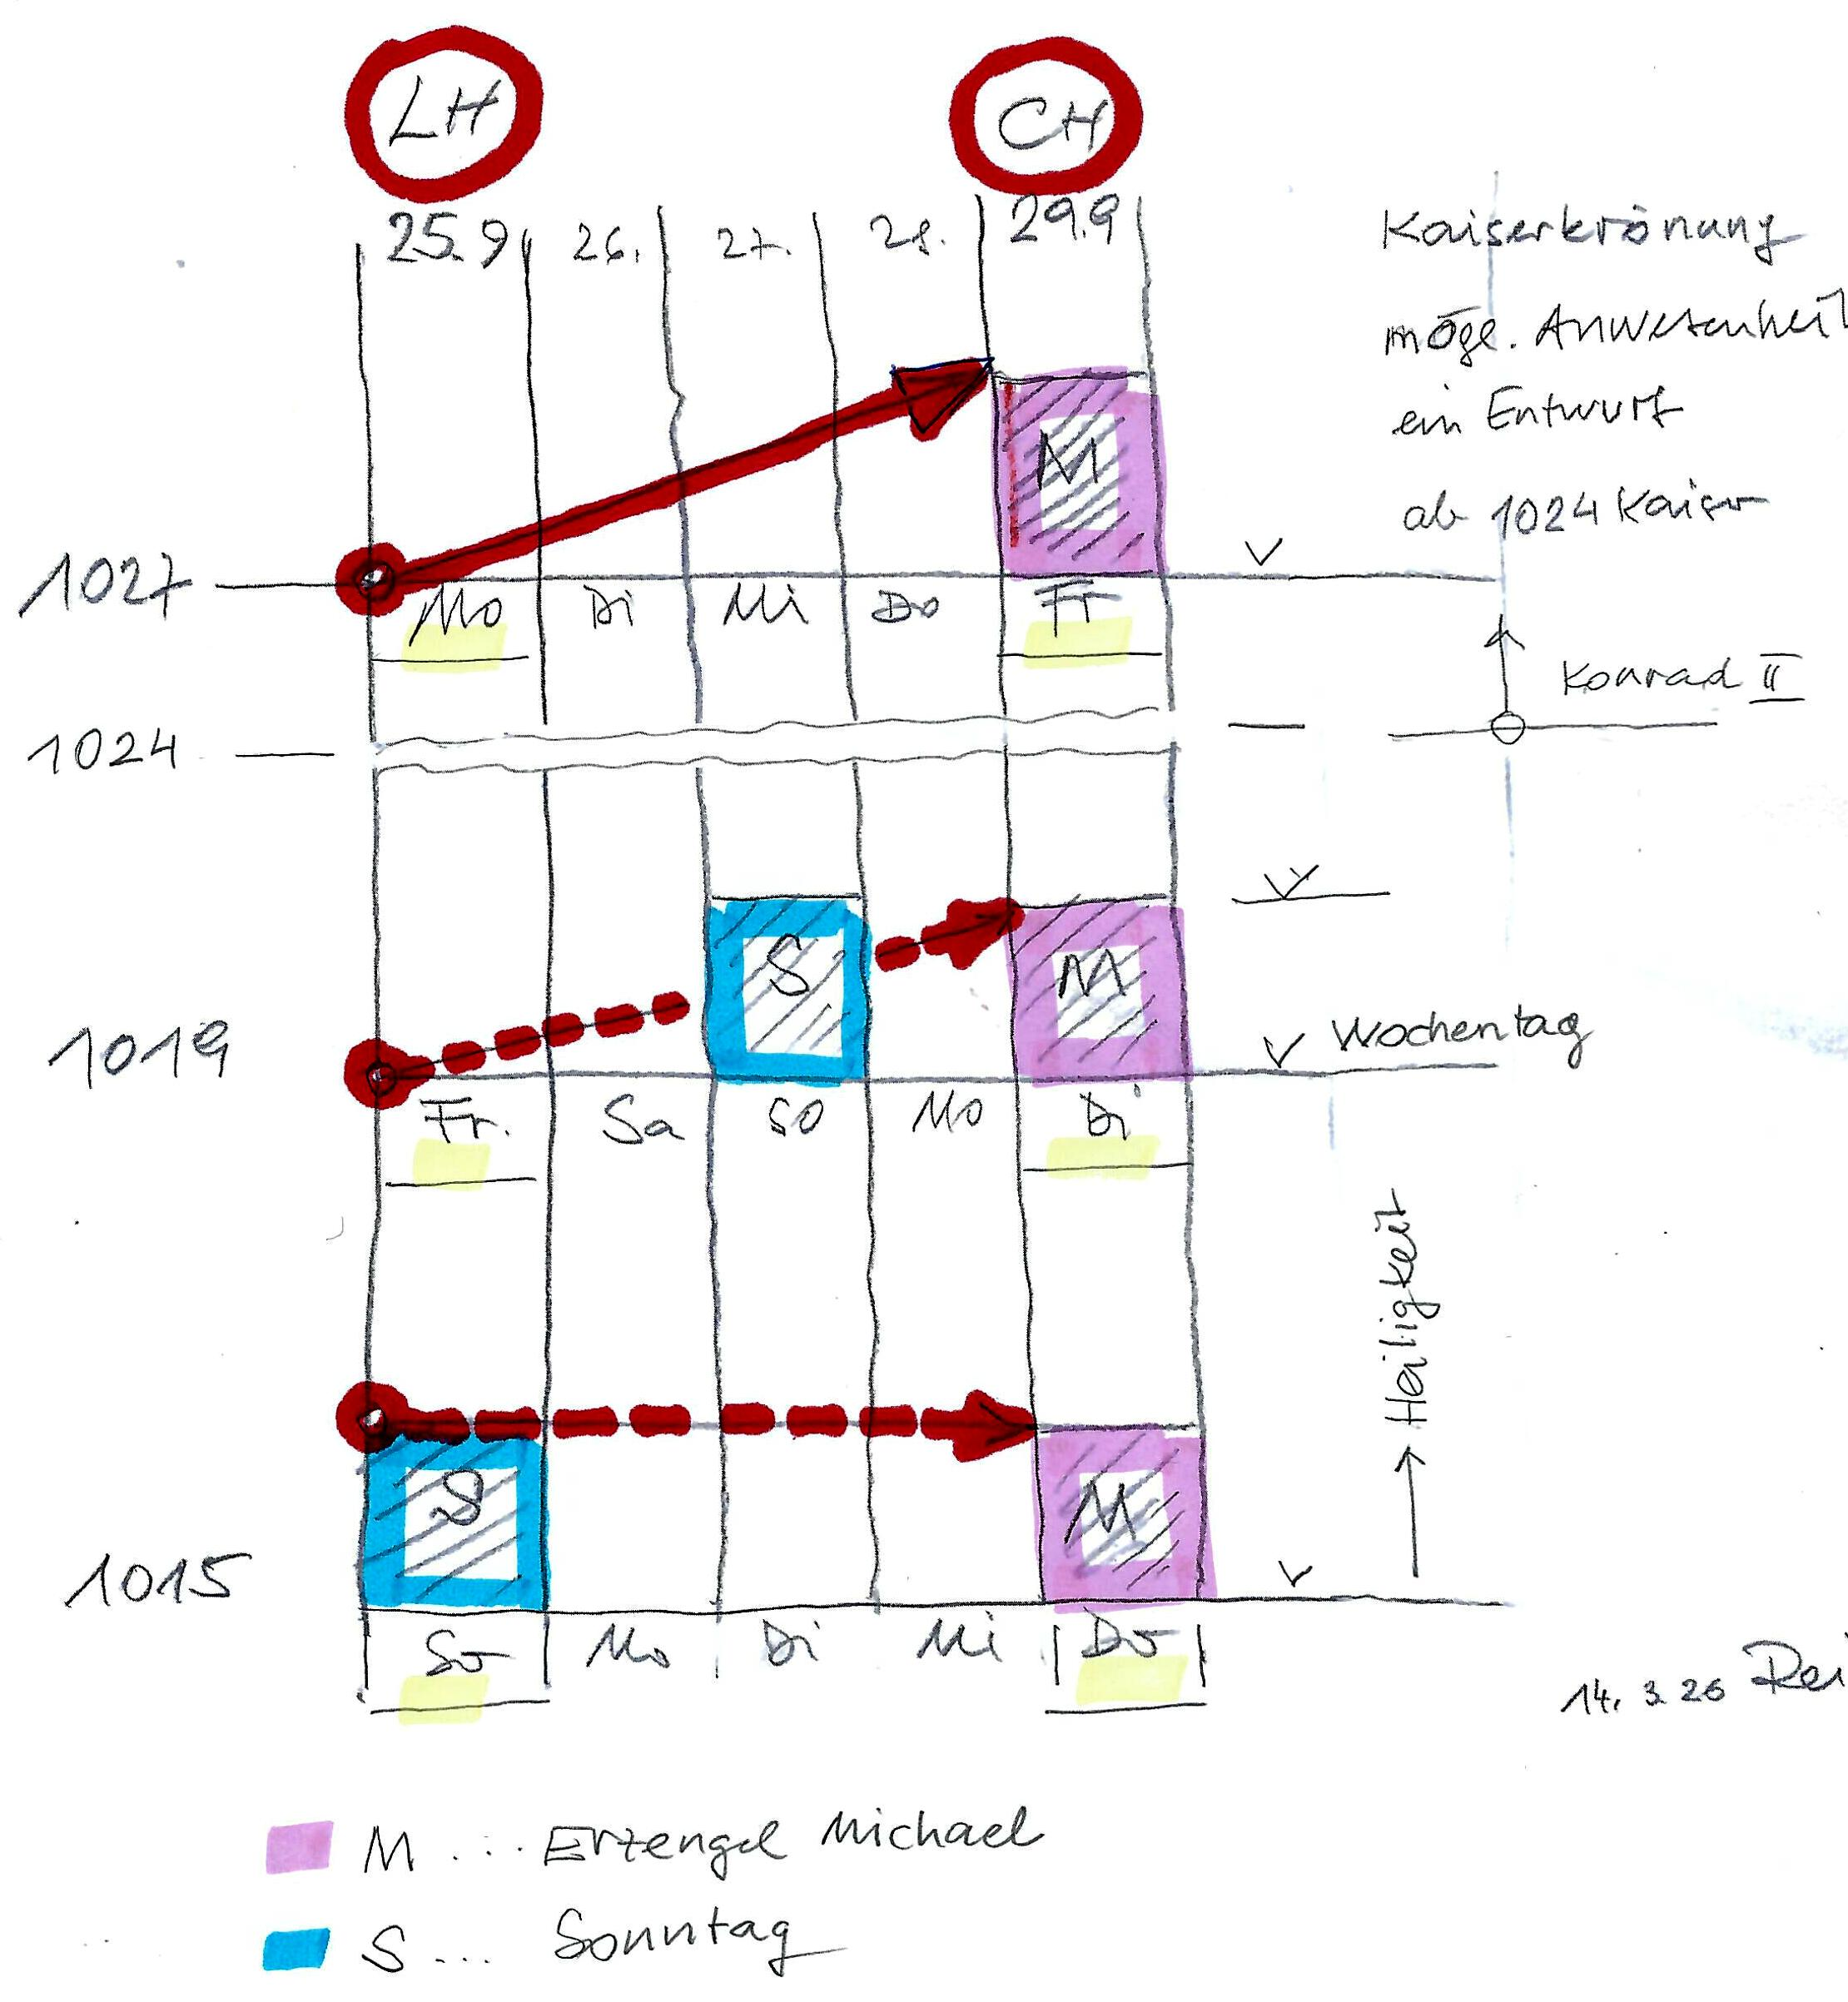 LH CH
25.9 26. 27. 28. 29.9
Kaiserkrönung
mögl. Anwesenheit
ein Entwurf
ab 1024 Kaiser
M
1027
Mo Di Mi Do Fr
Konrad II
1024
S M
1019
Wochentag
Fr. Sa So Mo Di
Heiligkeit
S M
1015
So Mo Di Mi Do
14. 3. 26 Rei
M ... Erzengel Michael
S ... Sonntag